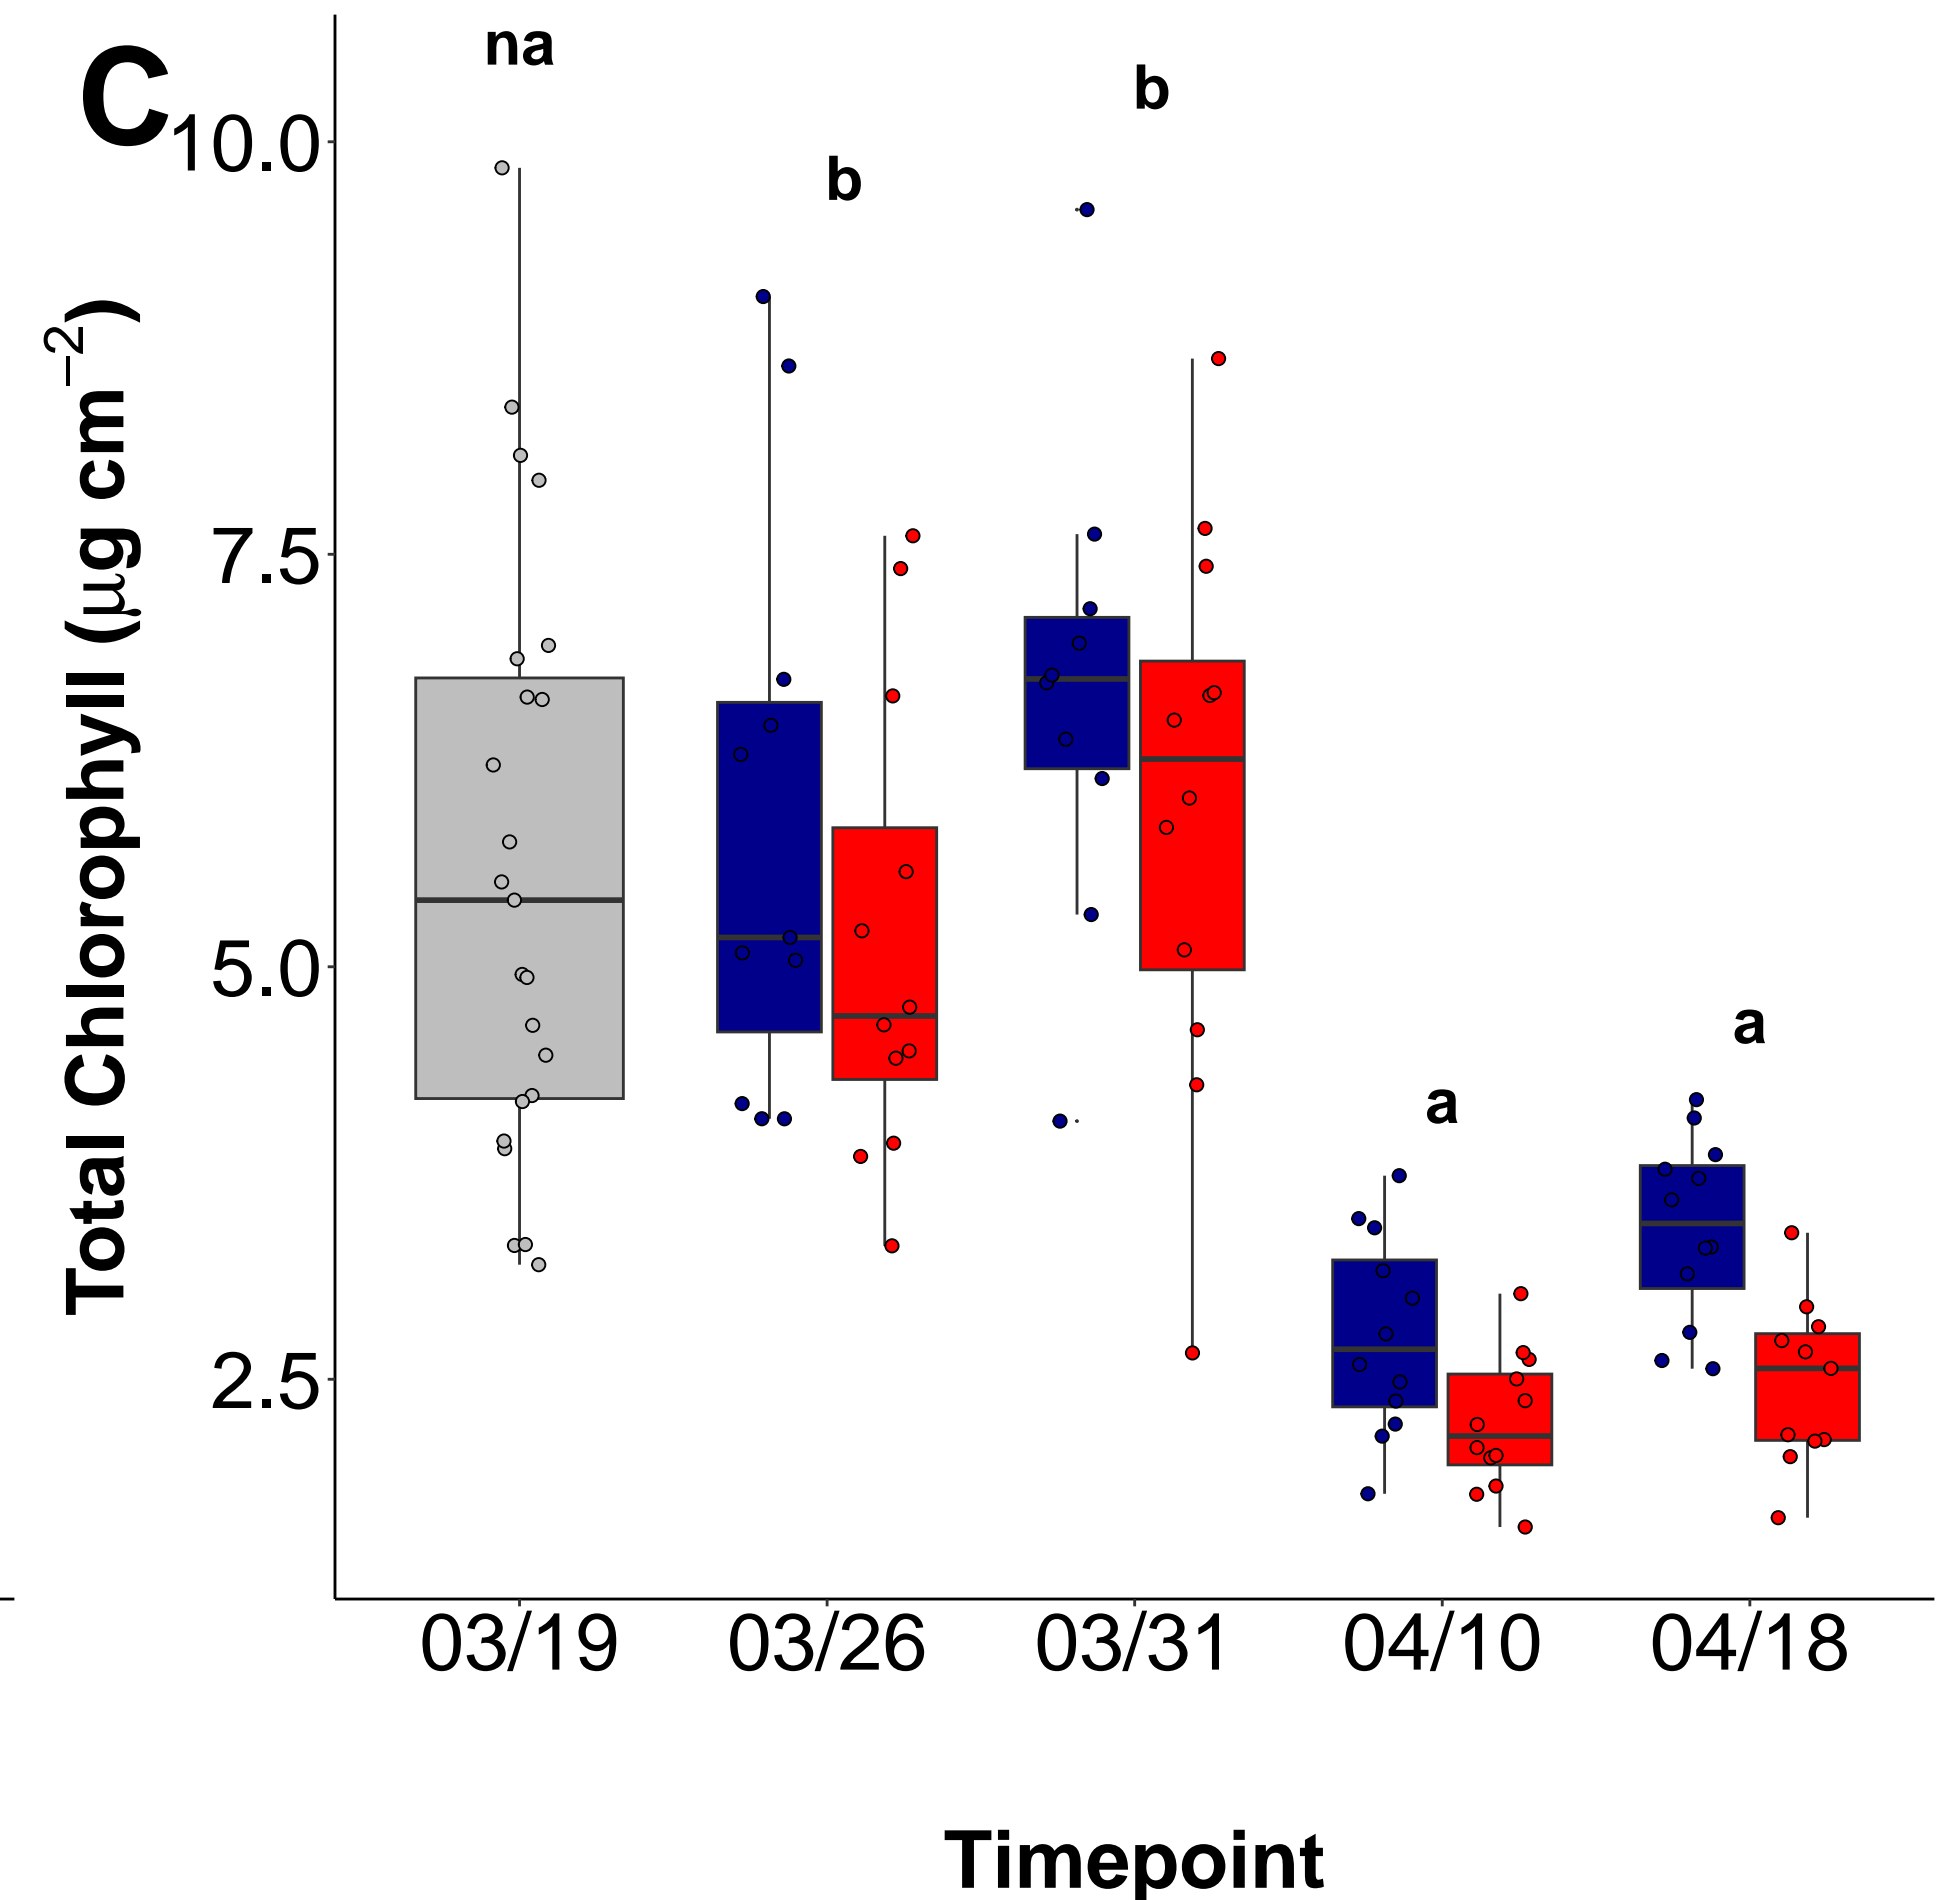 C
na
b
b
a
a
10.0
7.5
5.0
2.5
Total Chlorophyll (μg cm−2)
03/19 03/26 03/31 04/10 04/18
Timepoint